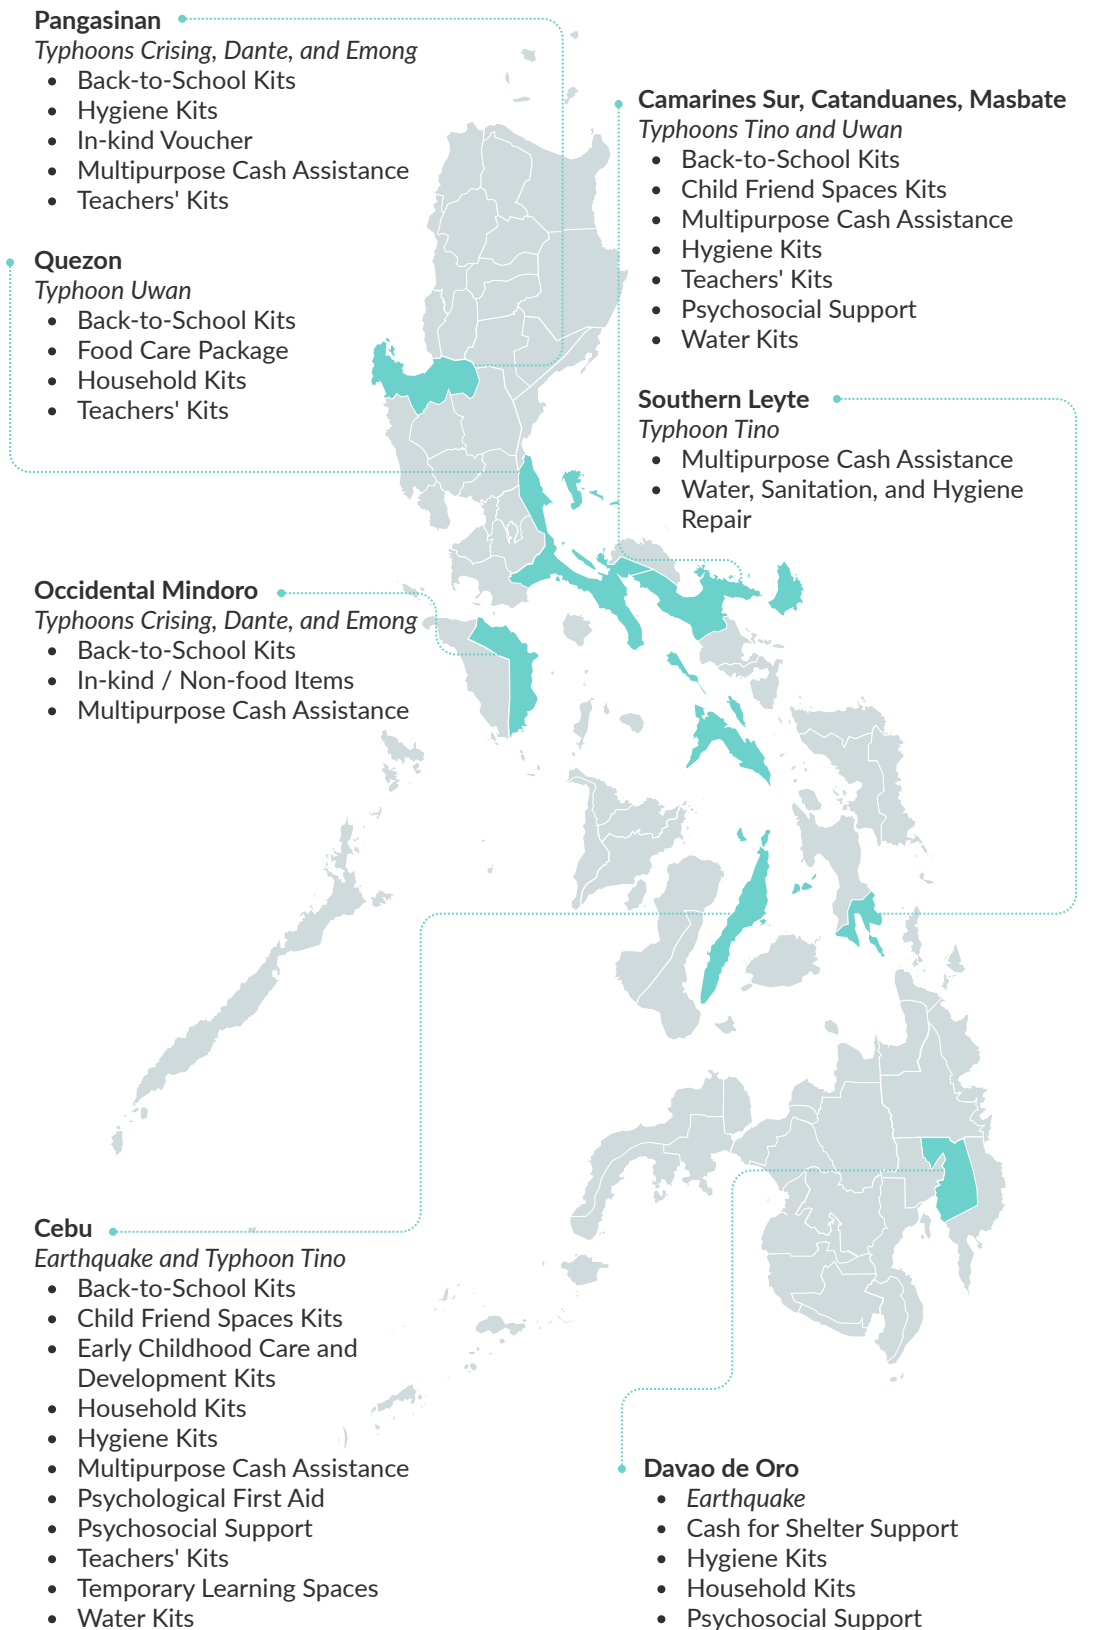 Pangasinan
Typhoons Crising, Dante, and Emong
• Back-to-School Kits
• Hygiene Kits
• In-kind Voucher
• Multipurpose Cash Assistance
• Teachers' Kits
Quezon
Typhoon Uwan
• Back-to-School Kits
• Food Care Package
• Household Kits
• Teachers' Kits
Camarines Sur, Catanduanes, Masbate
Typhoons Tino and Uwan
• Back-to-School Kits
• Child Friend Spaces Kits
• Multipurpose Cash Assistance
• Hygiene Kits
• Teachers' Kits
• Psychosocial Support
• Water Kits
Southern Leyte
Typhoon Tino
• Multipurpose Cash Assistance
• Water, Sanitation, and Hygiene
Repair
Occidental Mindoro
Typhoons Crising, Dante, and Emong
• Back-to-School Kits
• In-kind / Non-food Items
• Multipurpose Cash Assistance
Cebu
Earthquake and Typhoon Tino
• Back-to-School Kits
• Child Friend Spaces Kits
• Early Childhood Care and
Development Kits
• Household Kits
• Hygiene Kits
• Multipurpose Cash Assistance
• Psychological First Aid
• Psychosocial Support
• Teachers' Kits
• Temporary Learning Spaces
• Water Kits
Davao de Oro
• Earthquake
• Cash for Shelter Support
• Hygiene Kits
• Household Kits
• Psychosocial Support